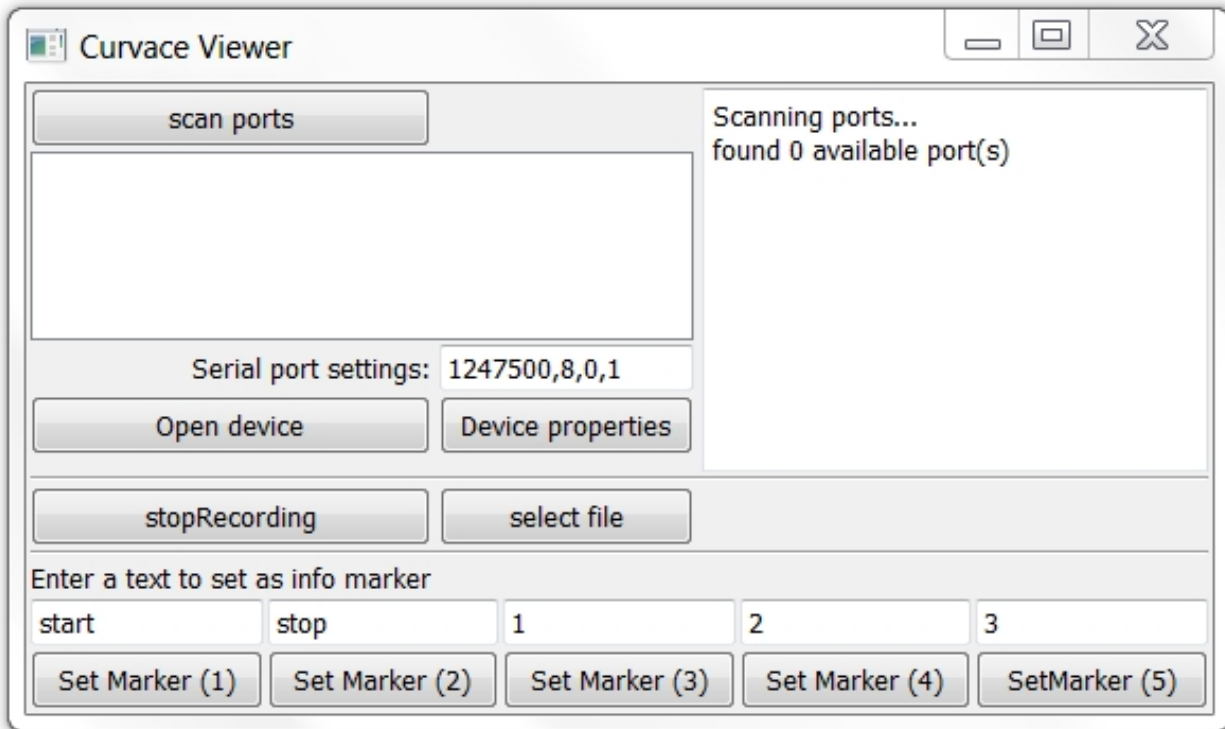 Curvace Viewer
scan ports
Scanning ports...
found 0 available port(s)
Serial port settings: 1247500,8,0,1
Open device Device properties
stopRecording select file
Enter a text to set as info marker
start stop 1 2 3
Set Marker (1) Set Marker (2) Set Marker (3) Set Marker (4) SetMarker (5)